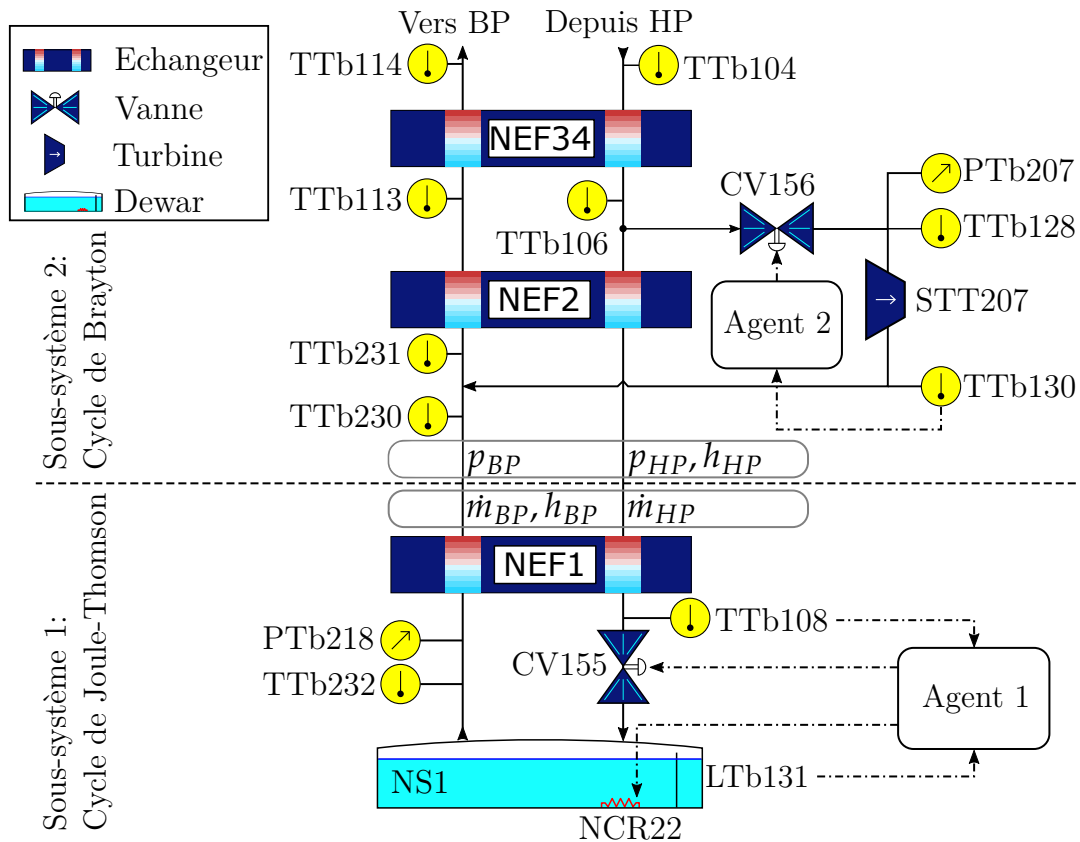 Vers BP
Depuis HP
Echangeur
Vanne
Turbine
Dewar
TTb114
TTb104
NEF34
TTb113
TTb106
CV156
PTb207
TTb128
NEF2
Agent 2
STT207
TTb231
TTb130
TTb230
Sous-système 2:
Cycle de Brayton
p_BP
p_HP, h_HP
ṁ_BP, h_BP
ṁ_HP
NEF1
Sous-système 1:
Cycle de Joule-Thomson
TTb108
PTb218
CV155
TTb232
Agent 1
NS1
LTb131
NCR22